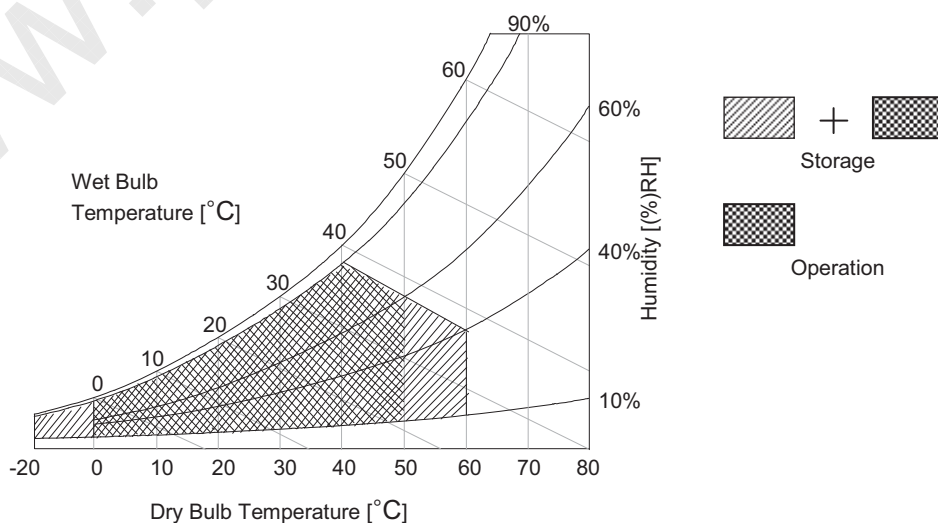 90%
60
60%
50
Wet Bulb
Temperature [°C]
Storage
40
40%
Humidity [(%)RH]
30
Operation
20
10
0
10%
-20 0 10 20 30 40 50 60 70 80
Dry Bulb Temperature [°C]